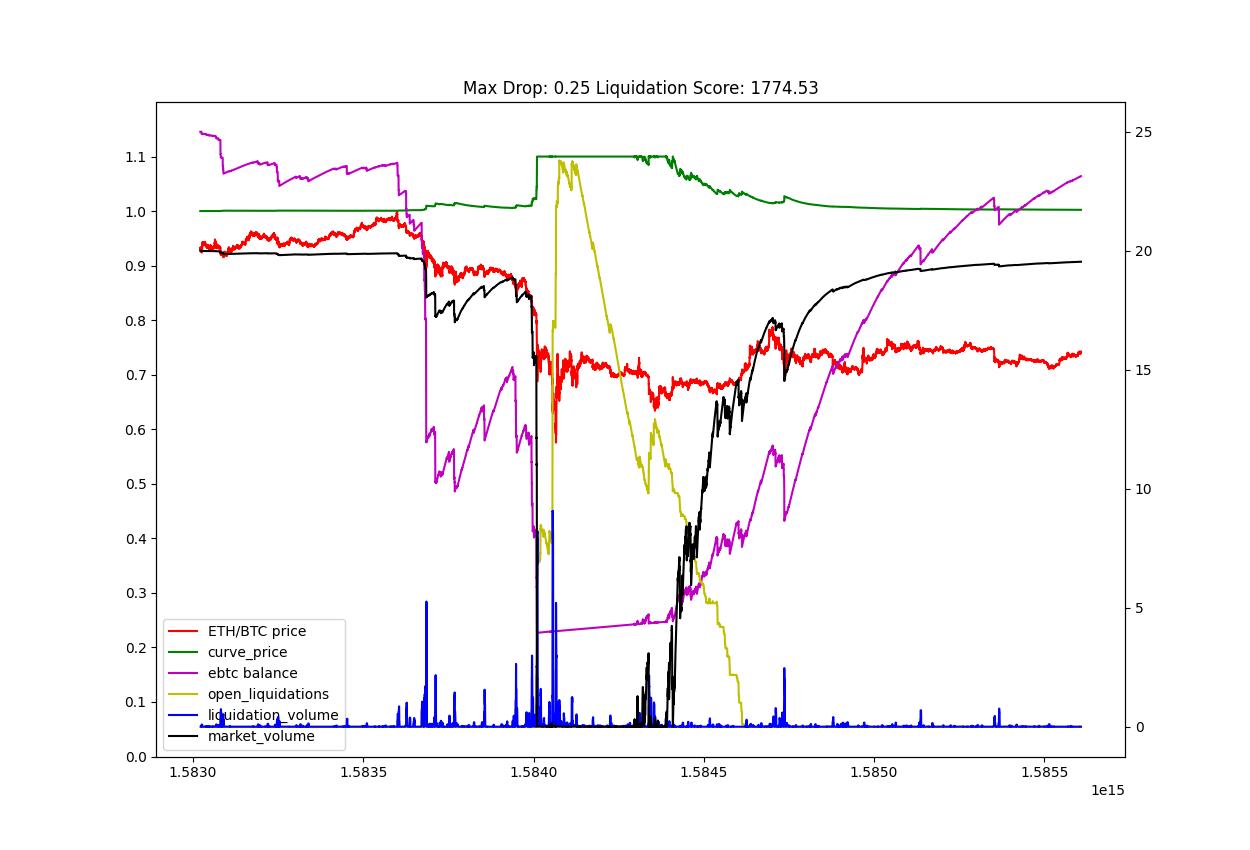 Max Drop: 0.25 Liquidation Score: 1774.53
1.1
1.0
0.9
0.8
0.7
0.6
0.5
0.4
0.3
0.2
0.1
0.0
25
20
15
10
5
0
ETH/BTC price
curve_price
ebtc balance
open_liquidations
liquidation_volume
market_volume
1.5830 1.5835 1.5840 1.5845 1.5850 1.5855
1e15